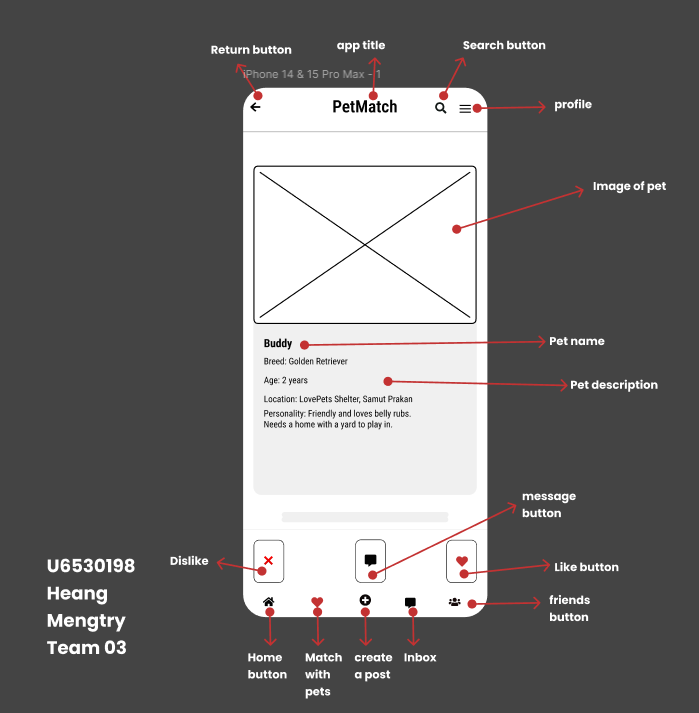 Return button
app title
Search button
iPhone 14 & 15 Pro Max - 1
PetMatch
profile
Image of pet
Buddy
Pet name
Breed: Golden Retriever
Age: 2 years
Pet description
Location: LovePets Shelter, Samut Prakan
Personality: Friendly and loves belly rubs.
Needs a home with a yard to play in.
message
button
Dislike
Like button
U6530198
Heang
Mengtry
Team 03
friends
button
Home
button
Match
with
pets
create
a post
Inbox